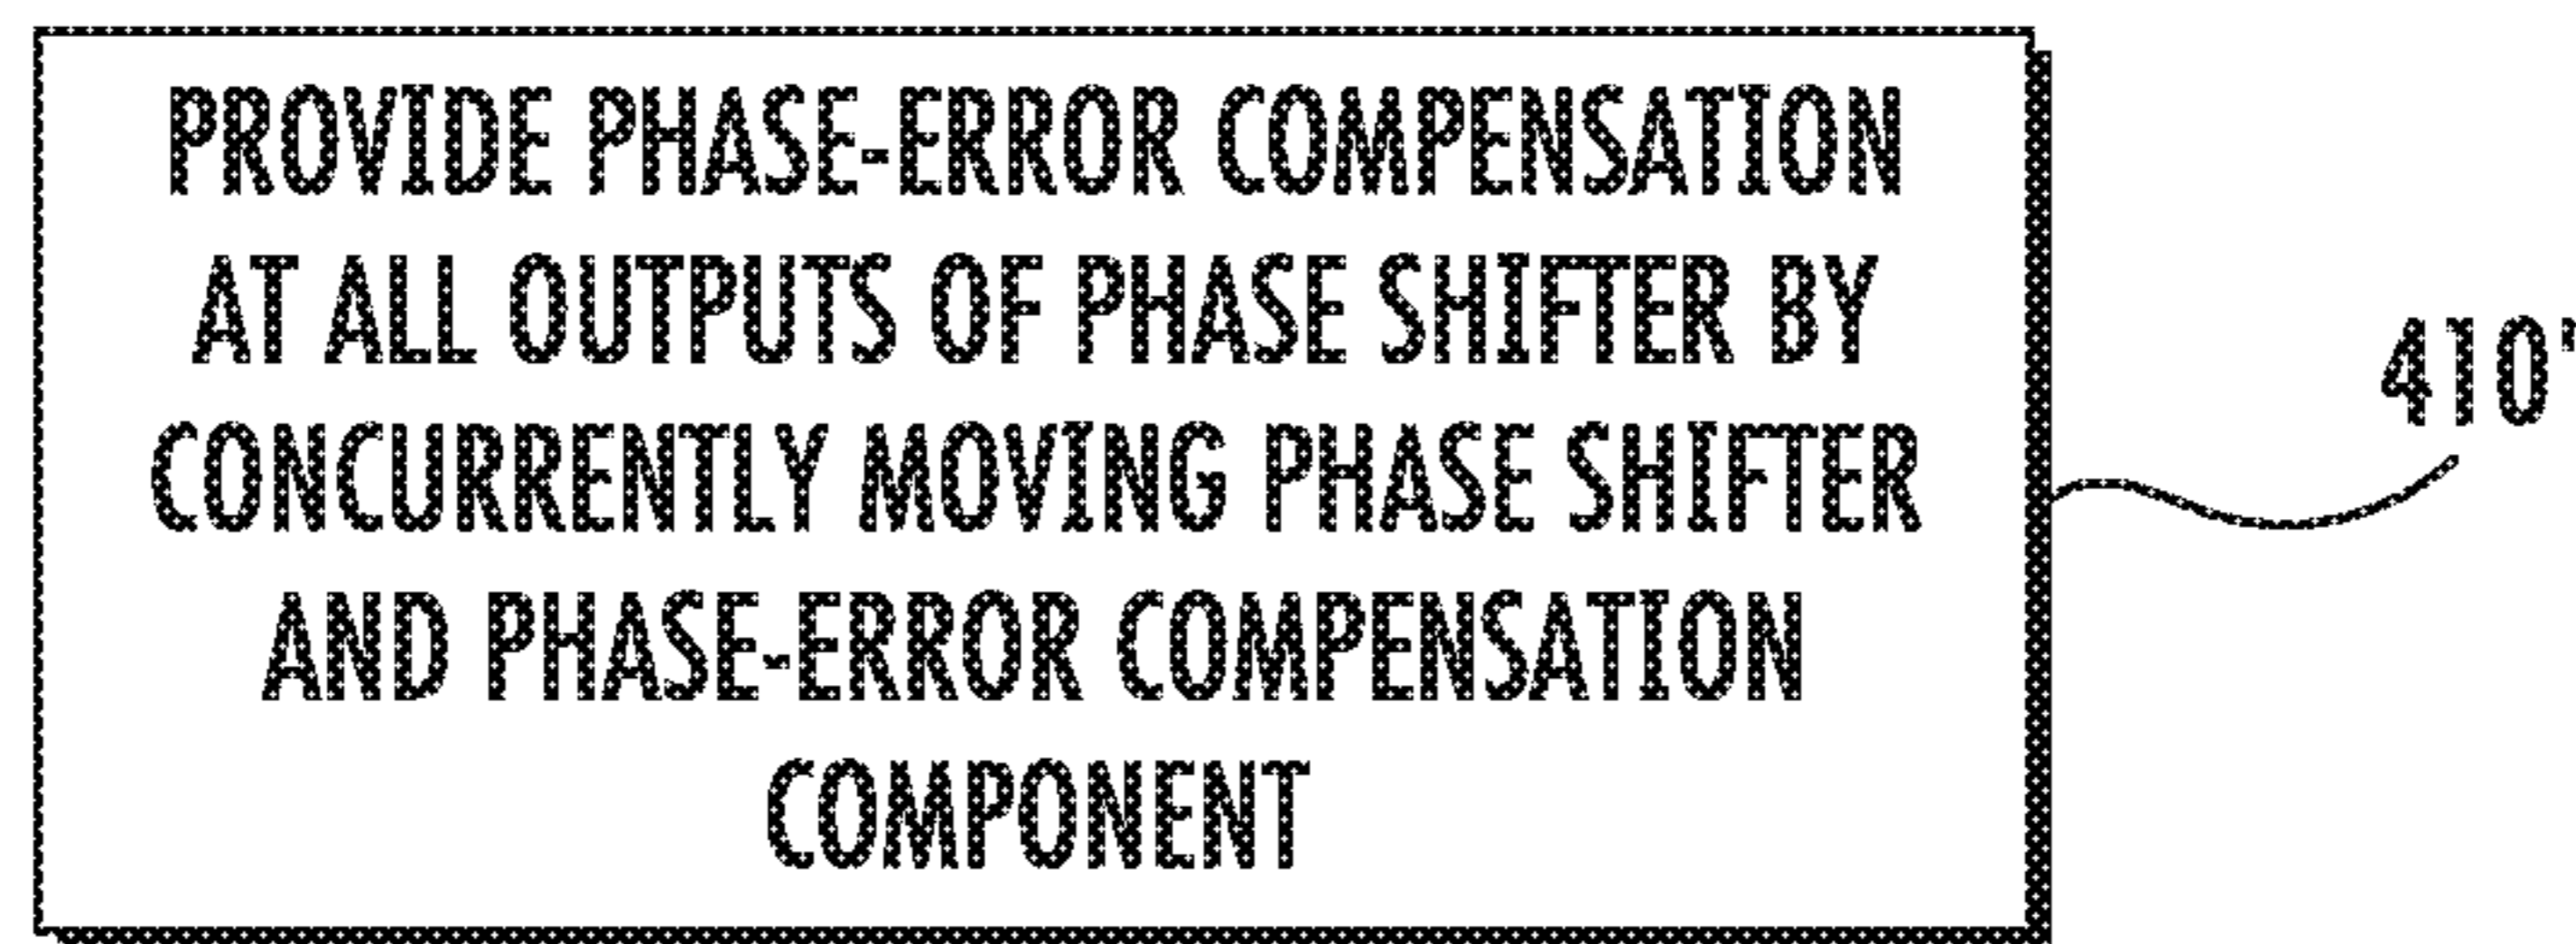 PROVIDE PHASE-ERROR COMPENSATION
AT ALL OUTPUTS OF PHASE SHIFTER BY
CONCURRENTLY MOVING PHASE SHIFTER
AND PHASE-ERROR COMPENSATION
COMPONENT
410'